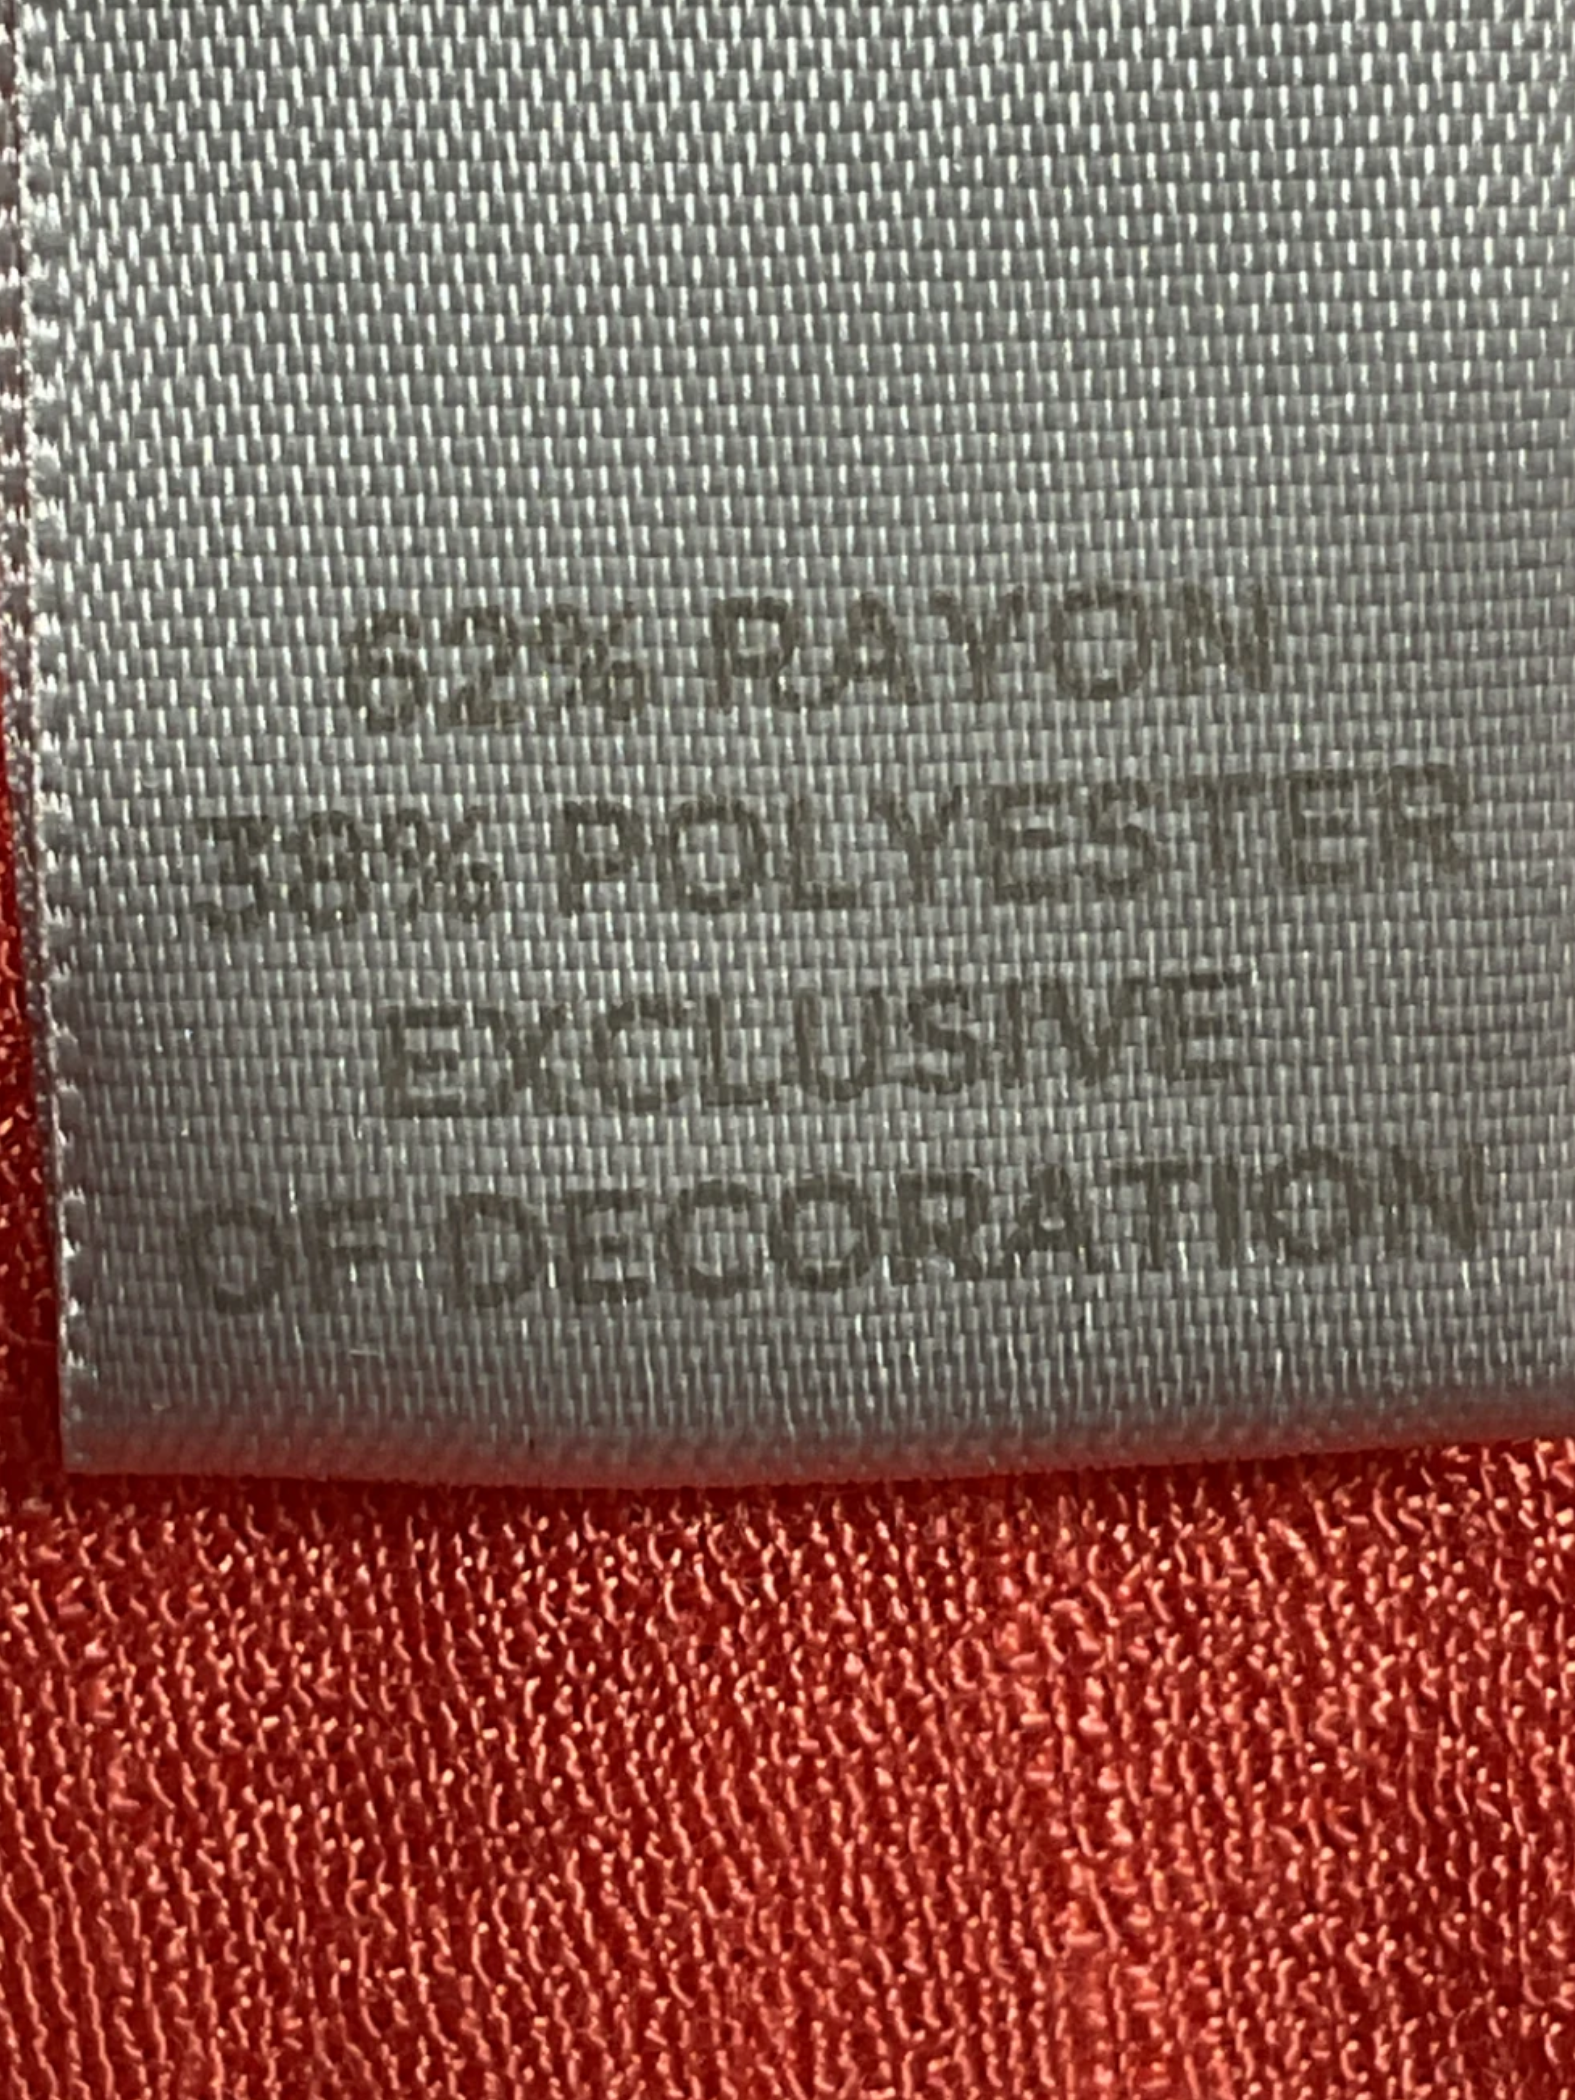 62% RAYON
38% POLYESTER
EXCLUSIVE
OF DECORATION